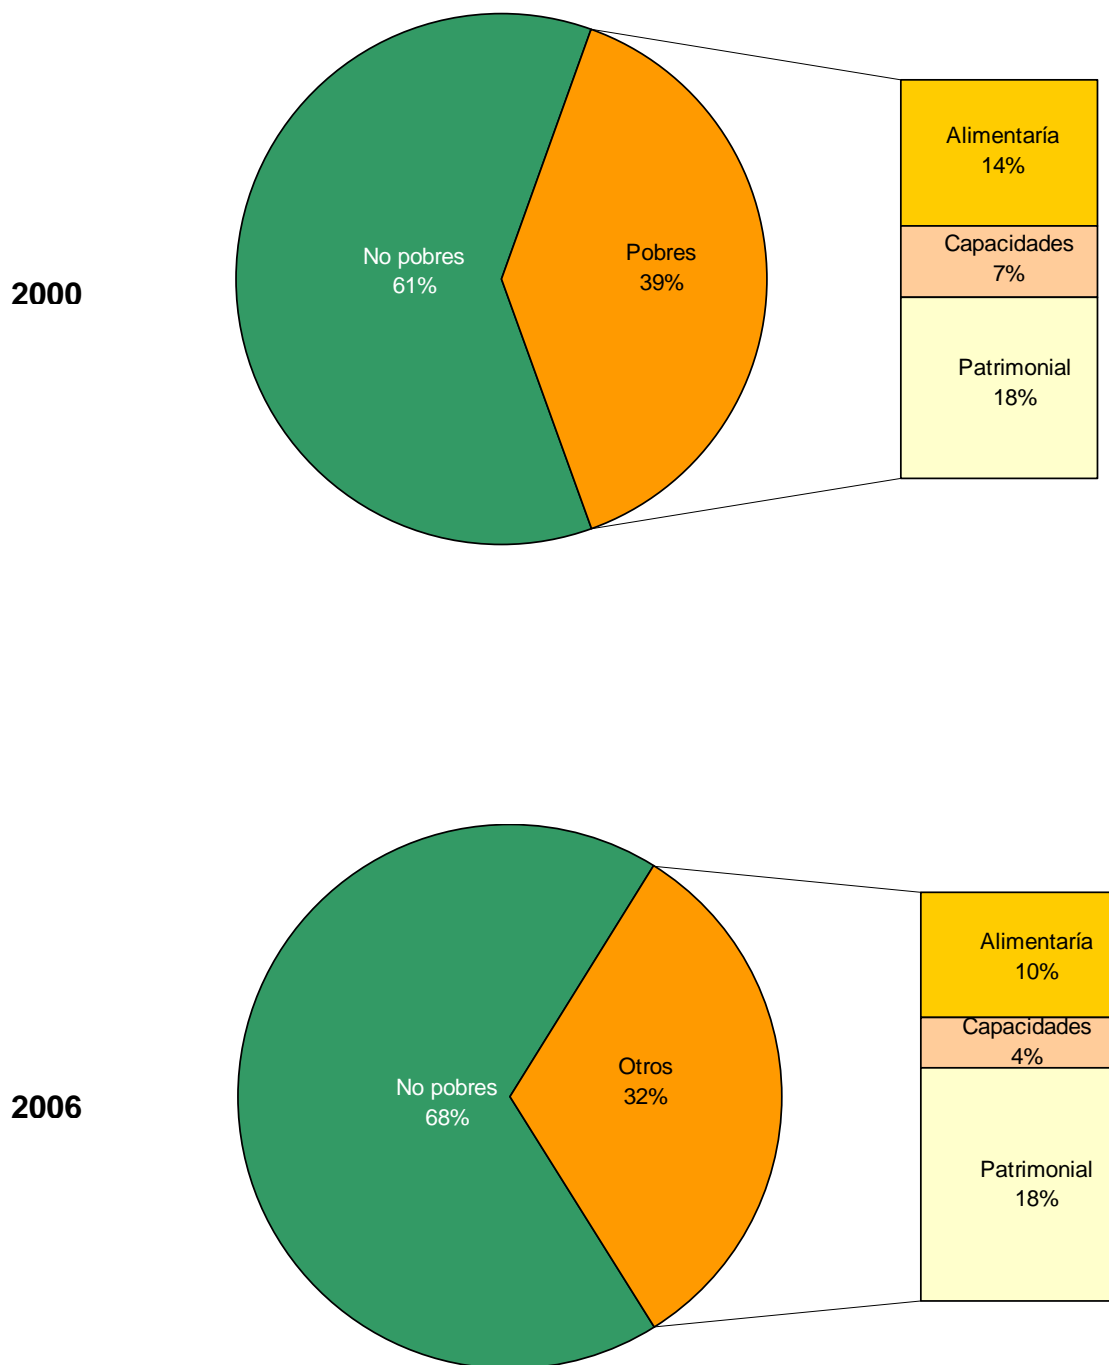 2000
No pobres
61%
Pobres
39%
Alimentaría
14%
Capacidades
7%
Patrimonial
18%
2006
No pobres
68%
Otros
32%
Alimentaría
10%
Capacidades
4%
Patrimonial
18%